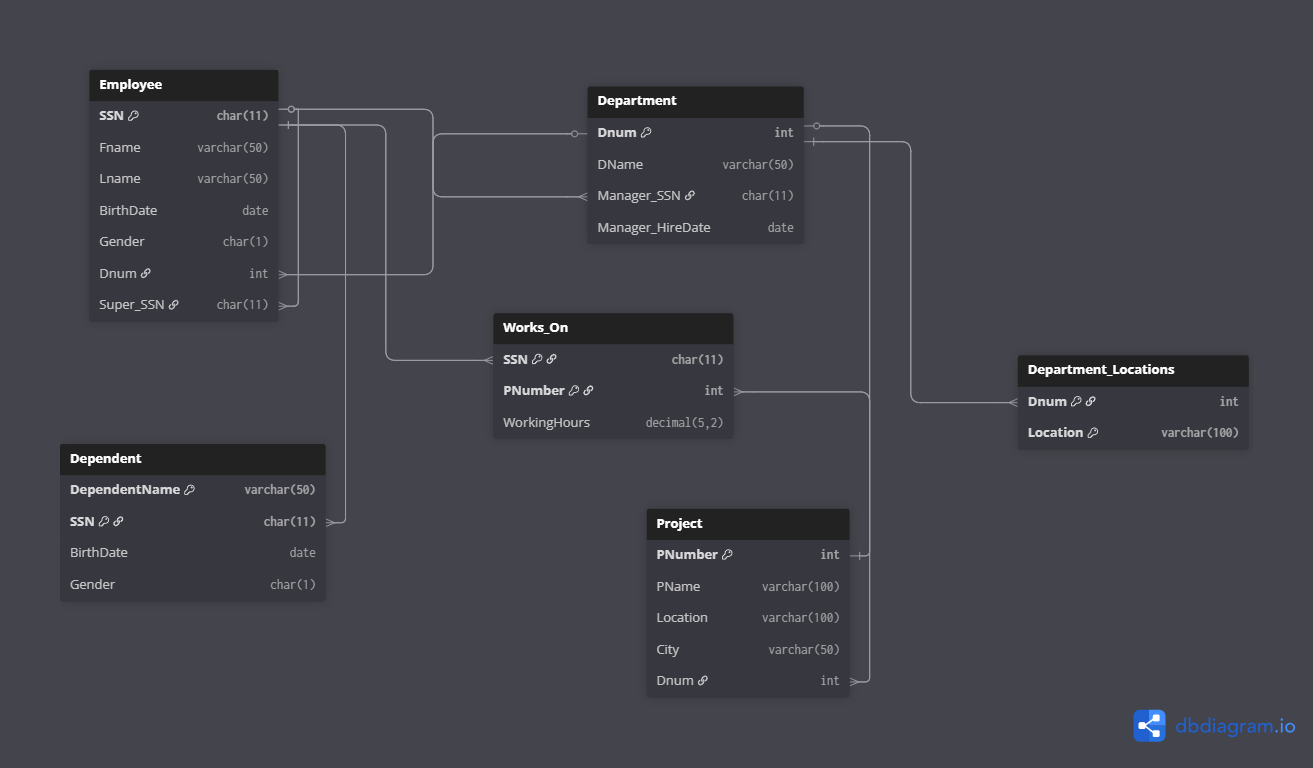 Employee
SSN char(11)
Fname varchar(50)
Lname varchar(50)
BirthDate date
Gender char(1)
Dnum int
Super_SSN char(11)
Department
Dnum int
DName varchar(50)
Manager_SSN char(11)
Manager_HireDate date
Works_On
SSN char(11)
PNumber int
WorkingHours decimal(5,2)
Department_Locations
Dnum int
Location varchar(100)
Dependent
DependentName varchar(50)
SSN char(11)
BirthDate date
Gender char(1)
Project
PNumber int
PName varchar(100)
Location varchar(100)
City varchar(50)
Dnum int
dbdiagram.io